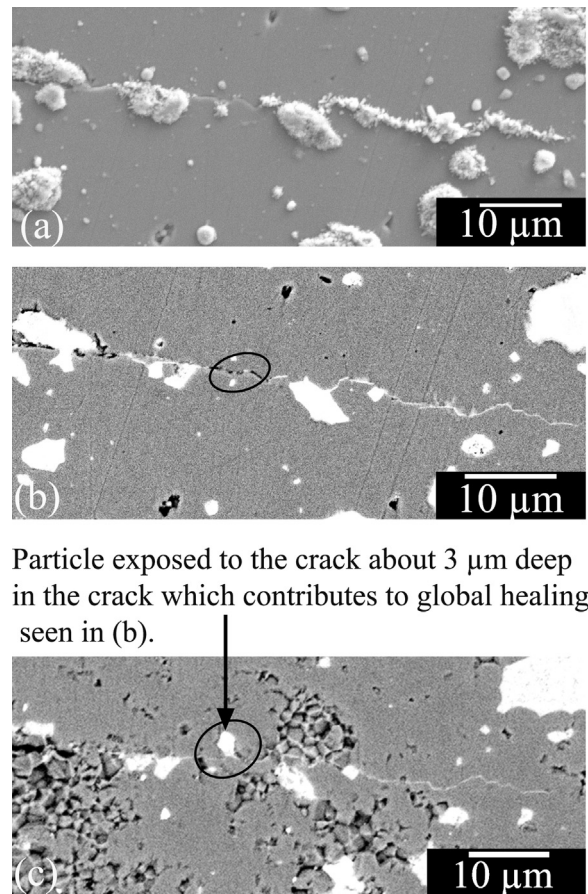 (a)
10 µm
(b)
10 µm
Particle exposed to the crack about 3 µm deep
in the crack which contributes to global healing
seen in (b).
(c)
10 µm